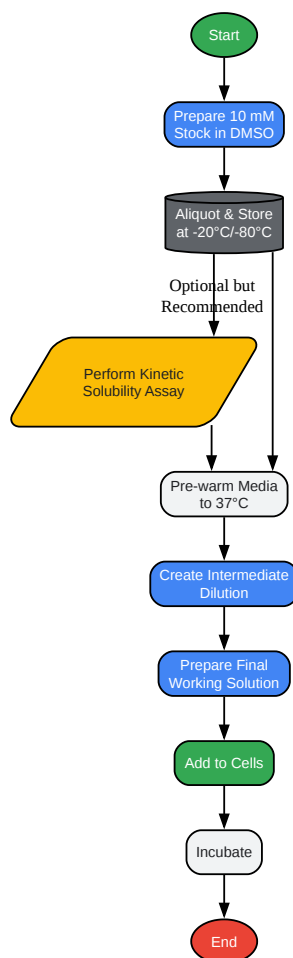 Start
Prepare 10 mM
Stock in DMSO
Aliquot & Store
at -20°C/-80°C
Optional but
Recommended
Perform Kinetic
Solubility Assay
Pre-warm Media
to 37°C
Create Intermediate
Dilution
Prepare Final
Working Solution
Add to Cells
Incubate
End